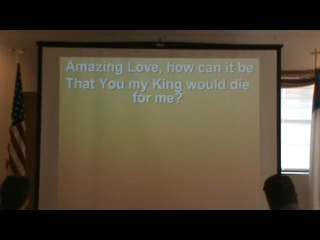 Amazing Love, how can it be
That You my King would die
for me?